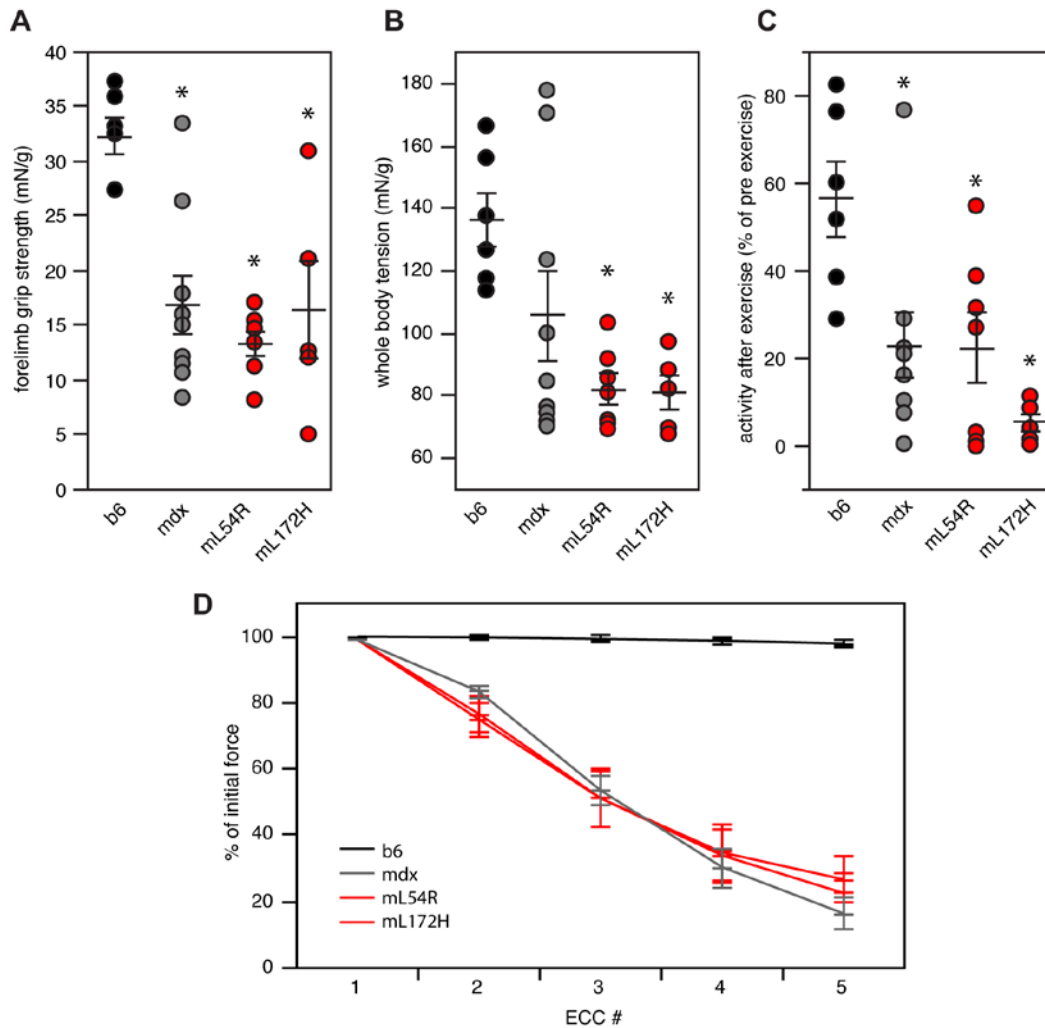 A
forelimb grip strength (mN/g)
40
35
30
25
20
15
10
5
0
*
*
*
b6
mdx
mL54R
mL172H
B
whole body tension (mN/g)
180
160
140
120
100
80
60
*
*
b6
mdx
mL54R
mL172H
C
activity after exercise (% of pre exercise)
80
60
40
20
0
*
*
*
b6
mdx
mL54R
mL172H
D
% of initial force
100
80
60
40
20
0
b6
mdx
mL54R
mL172H
1 2 3 4 5
ECC #